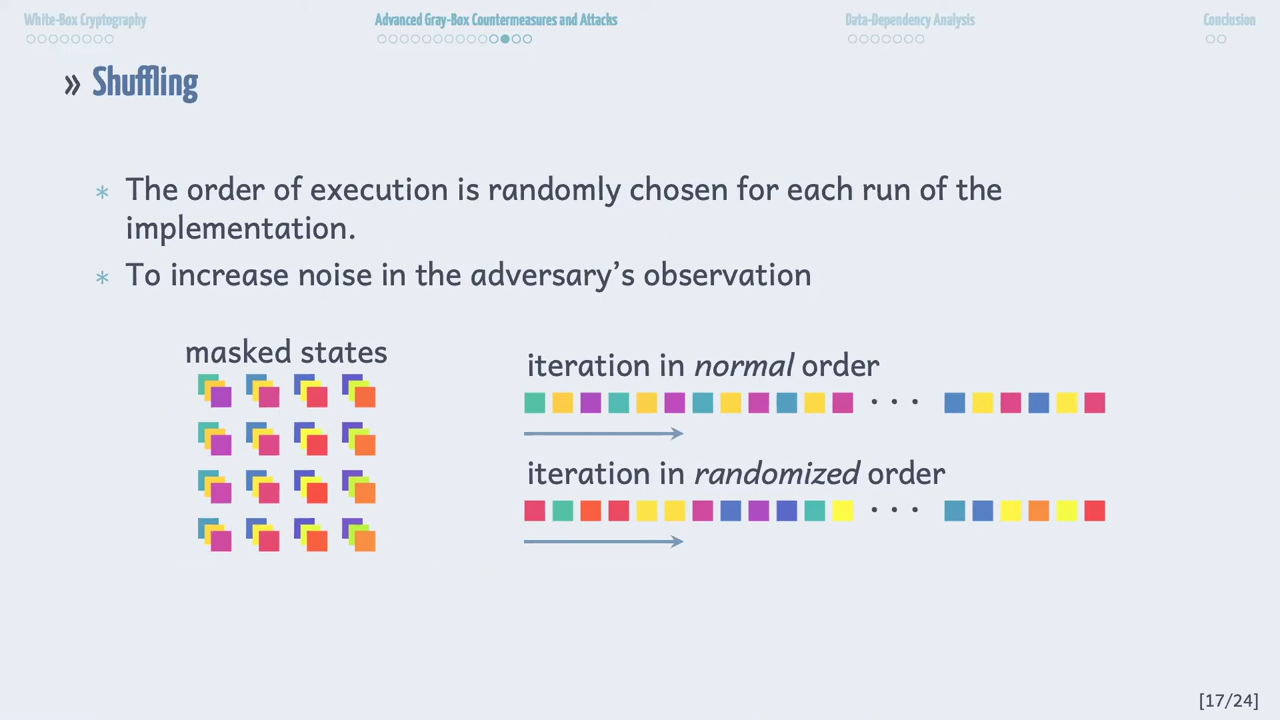 White-Box Cryptography
Advanced Gray-Box Countermeasures and Attacks
Data-Dependency Analysis
Conclusion
» Shuffling
* The order of execution is randomly chosen for each run of the
implementation.
* To increase noise in the adversary's observation
masked states
iteration in normal order
· · ·
iteration in randomized order
· · ·
[17/24]